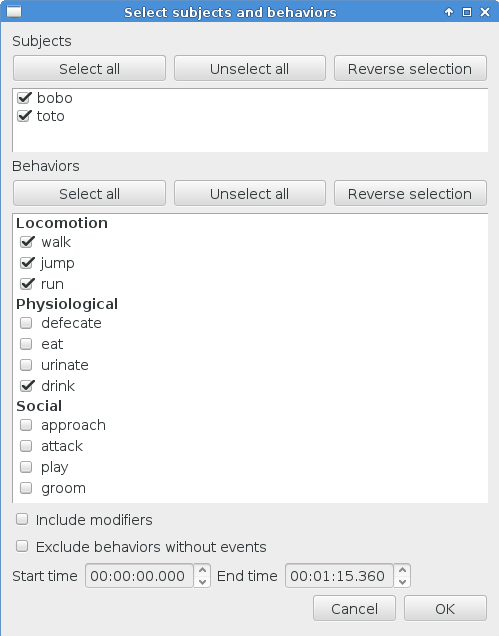 Select subjects and behaviors
Subjects
Select all Unselect all Reverse selection
bobo
toto
Behaviors
Select all Unselect all Reverse selection
Locomotion
walk
jump
run
Physiological
defecate
eat
urinate
drink
Social
approach
attack
play
groom
Include modifiers
Exclude behaviors without events
Start time 00:00:00.000 End time 00:01:15.360
Cancel OK